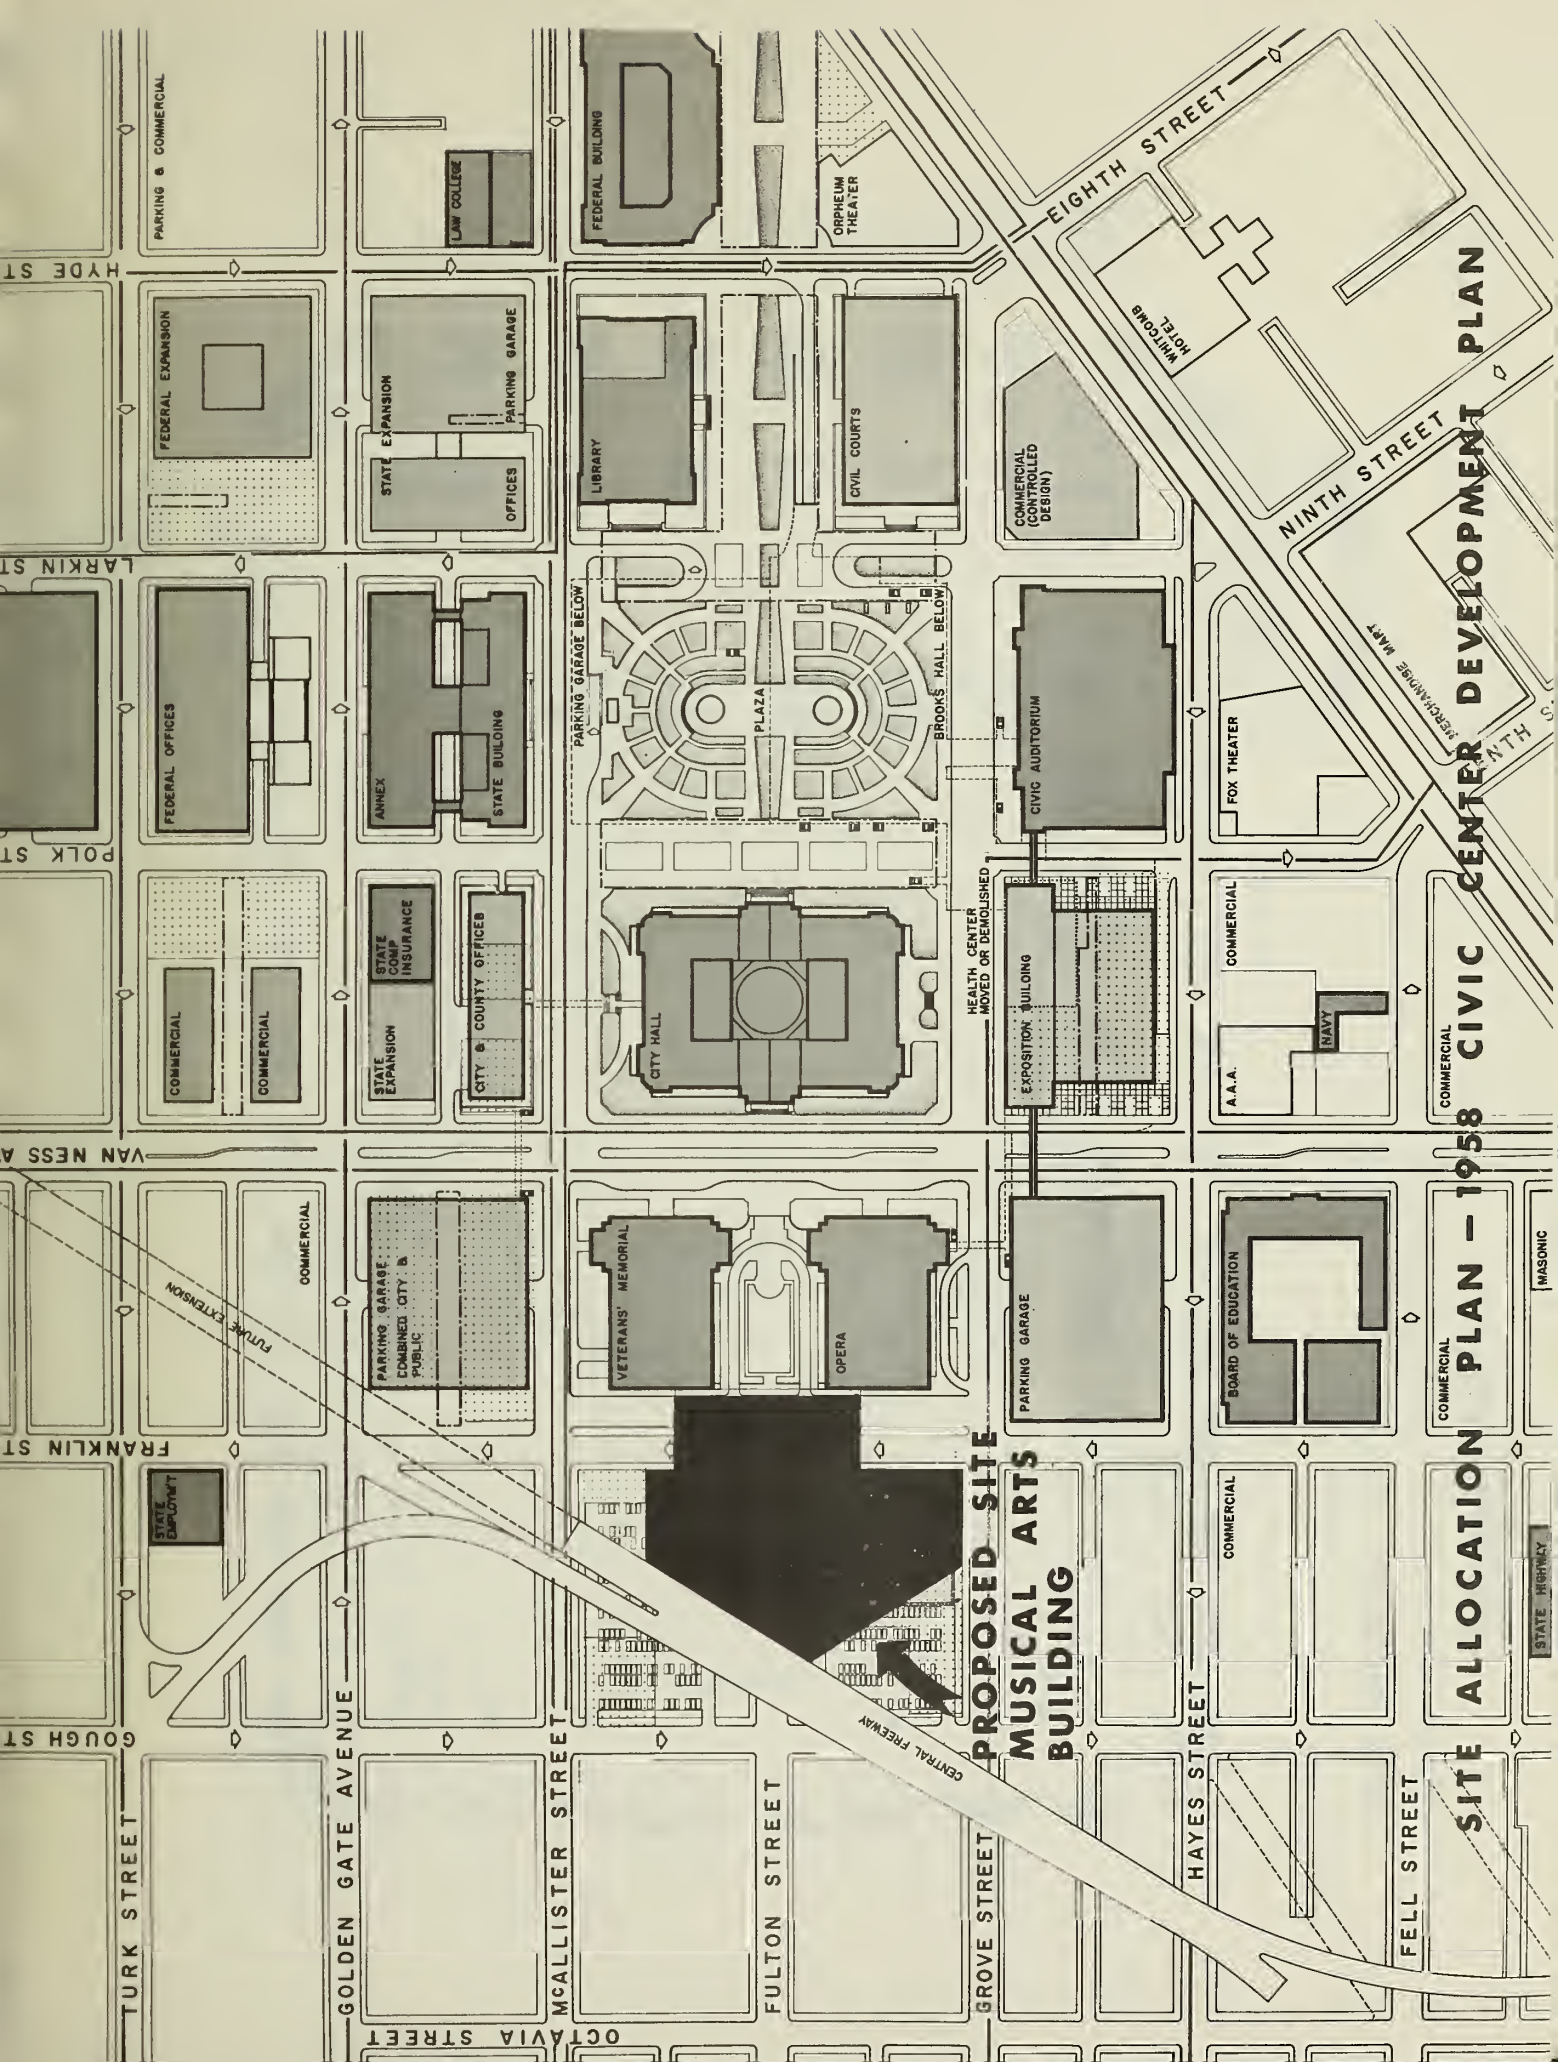 SITE ALLOCATION PLAN — 1958 CIVIC CENTER DEVELOPMENT PLAN
PROPOSED SITE
MUSICAL ARTS
BUILDING
TURK STREET
GOLDEN GATE AVENUE
MCALLISTER STREET
FULTON STREET
GROVE STREET
HAYES STREET
FELL STREET
OCTAVIA STREET
GOUGH ST.
FRANKLIN ST
VAN NESS A
POLK ST
LARKIN ST
HYDE ST
EIGHTH STREET
NINTH STREET
CENTRAL FREEWAY
FUTURE EXTENSION
STATE
EMPLOYM'T
COMMERCIAL
PARKING GARAGE
COMBINED CITY &
PUBLIC
VETERANS' MEMORIAL
OPERA
PARKING GARAGE
BOARD OF EDUCATION
COMMERCIAL
COMMERCIAL
MASONIC
STATE HIGHWAY
COMMERCIAL
COMMERCIAL
STATE
EXPANSION
STATE
COMP
INSURANCE
CITY & COUNTY OFFICES
CITY HALL
HEALTH CENTER
MOVED OR DEMOLISHED
EXPOSITION BUILDING
A.A.A.
NAVY
COMMERCIAL
COMMERCIAL
FEDERAL OFFICES
ANNEX
STATE BUILDING
PARKING GARAGE BELOW
PLAZA
BROOKS HALL BELOW
CIVIC AUDITORIUM
FOX THEATER
MERCHANDISE MART
FEDERAL EXPANSION
STATE EXPANSION
OFFICES
PARKING GARAGE
LIBRARY
CIVIL COURTS
COMMERCIAL
(CONTROLLED
DESIGN)
WHITCOMB
HOTEL
PARKING & COMMERCIAL
LAW COLLEGE
FEDERAL BUILDING
ORPHEUM
THEATER